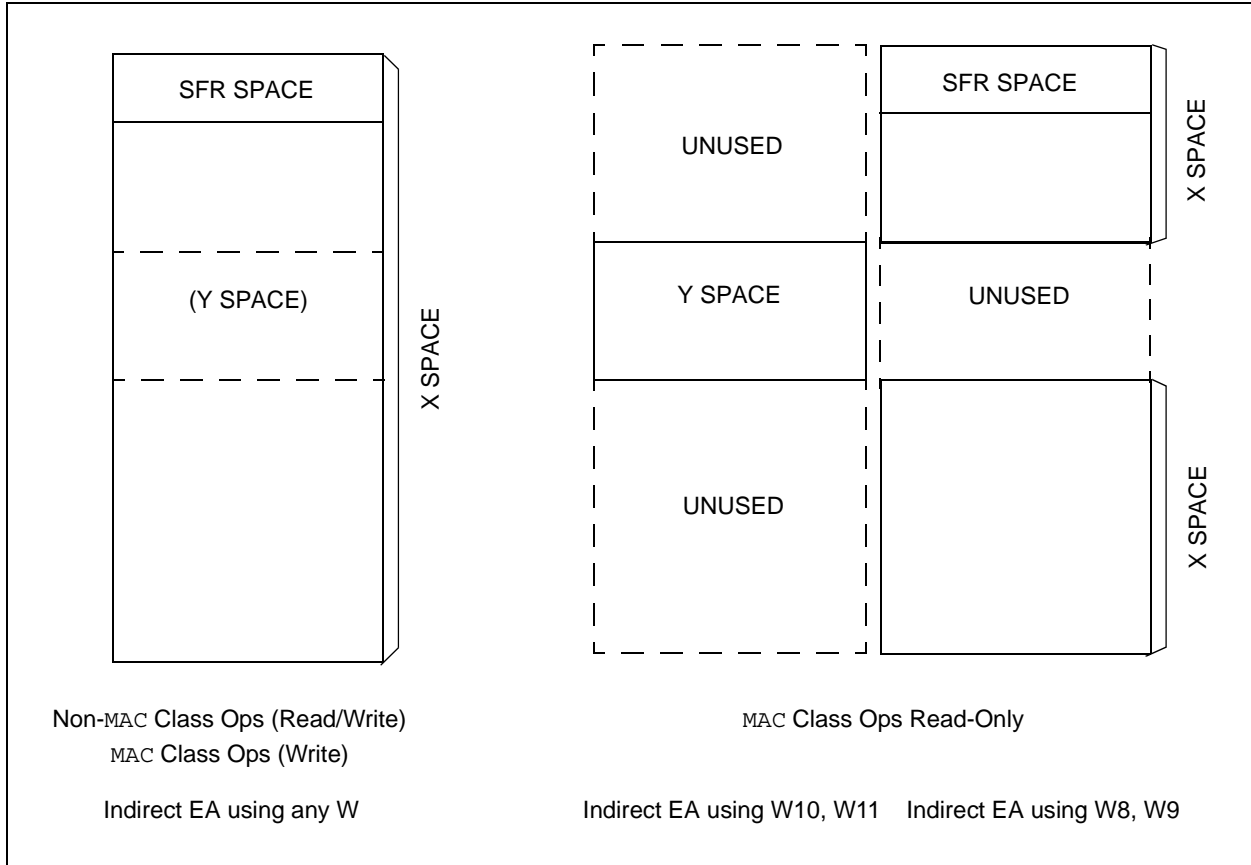 SFR SPACE
(Y SPACE)
X SPACE
Non-MAC Class Ops (Read/Write)
MAC Class Ops (Write)
Indirect EA using any W
UNUSED
Y SPACE
UNUSED
SFR SPACE
X SPACE
UNUSED
X SPACE
MAC Class Ops Read-Only
Indirect EA using W10, W11
Indirect EA using W8, W9